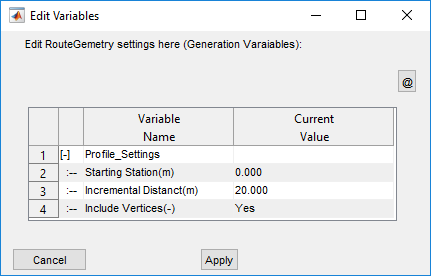 Edit Variables
Edit RouteGemetry settings here (Generation Varaiables):
@
Variable Name Current Value
1 [-] Profile_Settings
2 :-- Starting Station(m) 0.000
3 :-- Incremental Distanct(m) 20.000
4 :-- Include Vertices(-) Yes
Cancel Apply